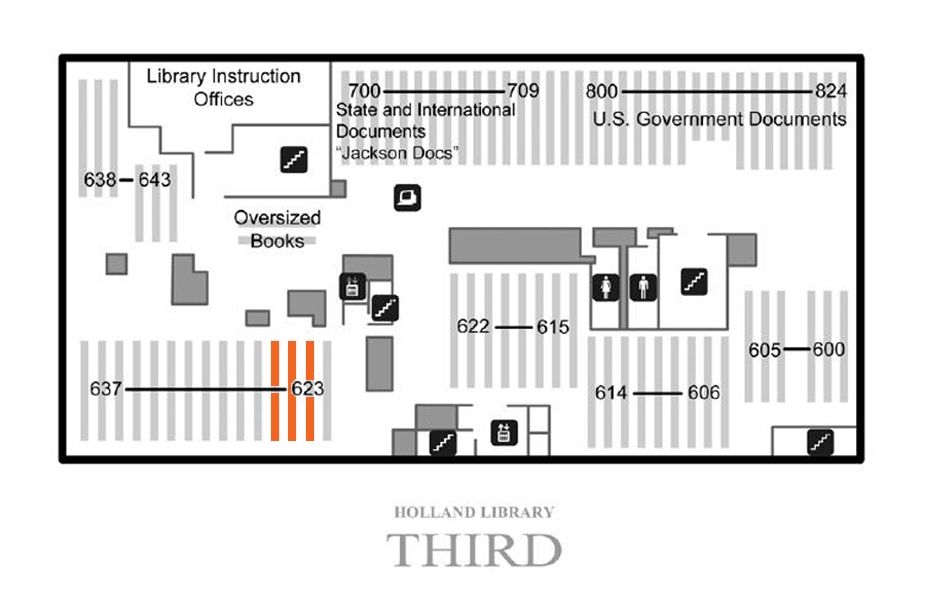 Library Instruction
Offices
700 709
State and International
Documents
“Jackson Docs”
800 824
U.S. Government Documents
638 643
Oversized
Books
622 615
605 600
637 623
614 606
HOLLAND LIBRARY
THIRD